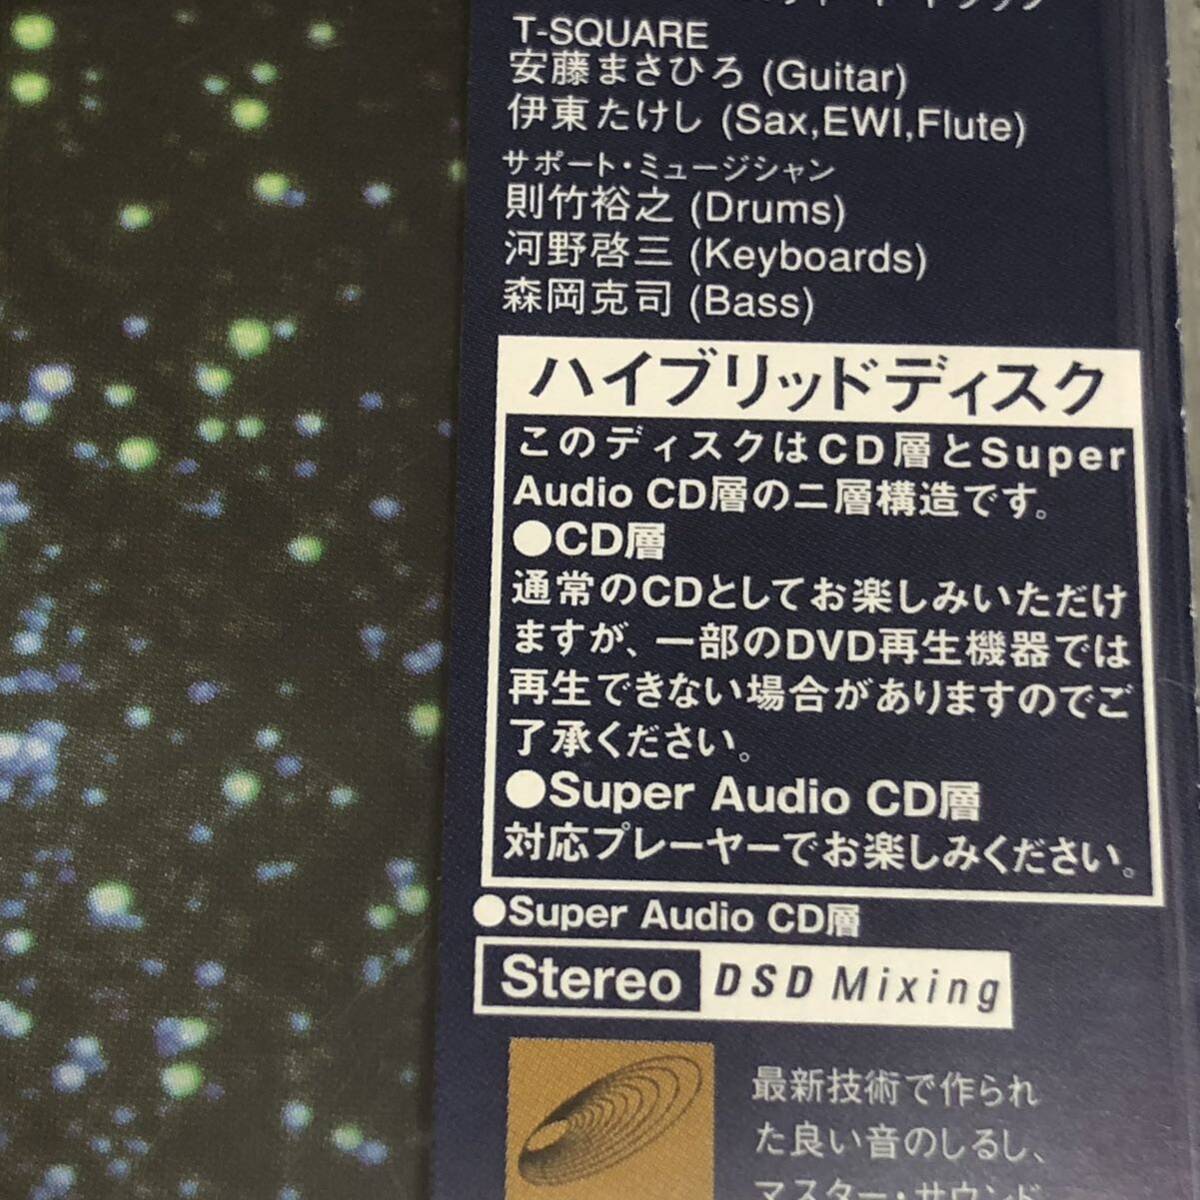 T-SQUARE
安藤まさひろ (Guitar)
伊東たけし (Sax,EWI,Flute)
サポート・ミュージシャン
則竹裕之 (Drums)
河野啓三 (Keyboards)
森岡克司 (Bass)
ハイブリッドディスク
このディスクはCD層とSuper
Audio CD層の二層構造です。
●CD層
通常のCDとしてお楽しみいただけ
ますが、一部のDVD再生機器では
再生できない場合がありますのでご
了承ください。
●Super Audio CD層
対応プレーヤーでお楽しみください。
●Super Audio CD層
Stereo DSD Mixing
最新技術で作られ
た良い音のしるし、
マスター・サウンド